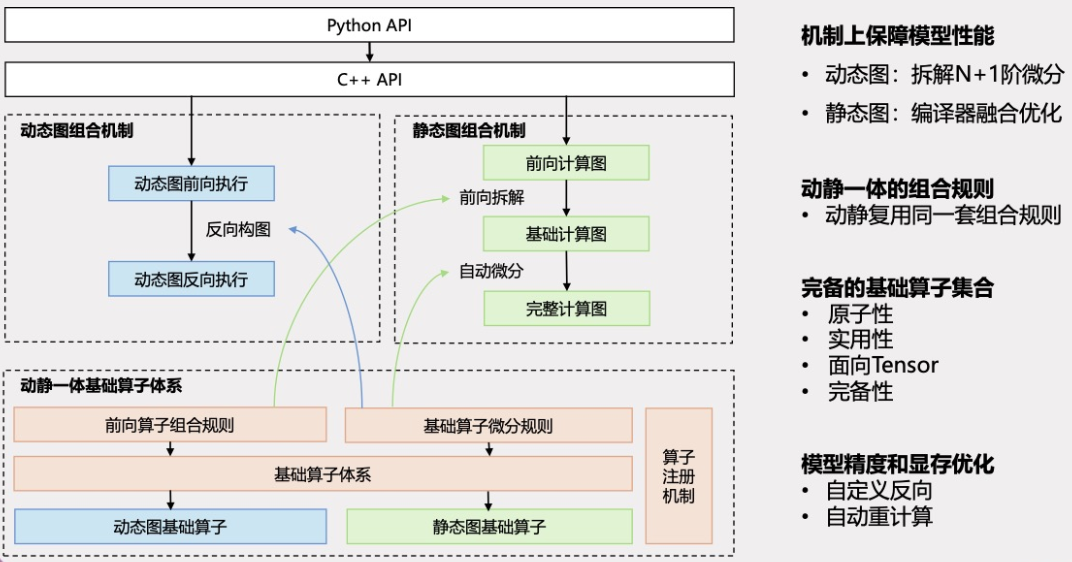 Python API
C++ API
动态图组合机制
动态图前向执行
反向构图
动态图反向执行
静态图组合机制
前向计算图
前向拆解
基础计算图
自动微分
完整计算图
动静一体基础算子体系
前向算子组合规则
基础算子微分规则
基础算子体系
动态图基础算子
静态图基础算子
算子
注册
机制
机制上保障模型性能
• 动态图：拆解N+1阶微分
• 静态图：编译器融合优化
动静一体的组合规则
• 动静复用同一套组合规则
完备的基础算子集合
• 原子性
• 实用性
• 面向Tensor
• 完备性
模型精度和显存优化
• 自定义反向
• 自动重计算